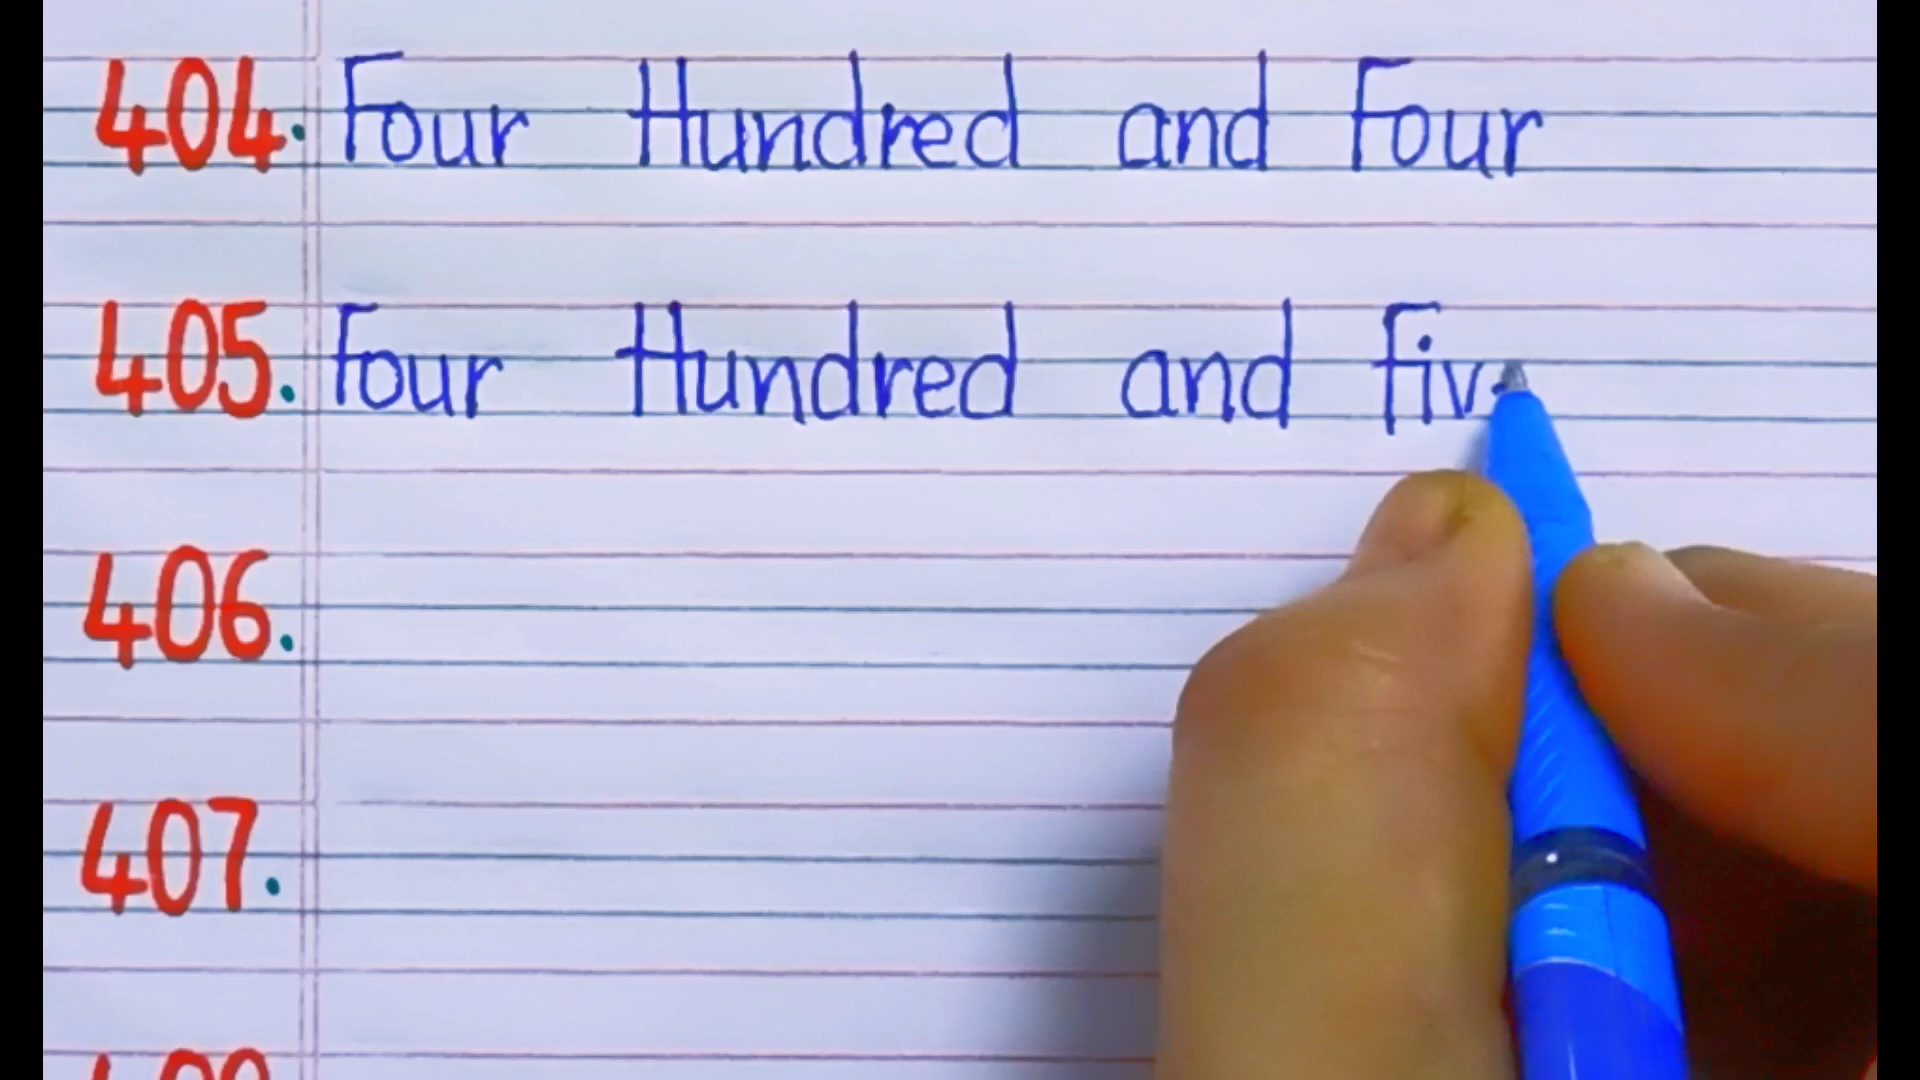 404. Four Hundred and Four
405. Four Hundred and Fiv
406.
407.